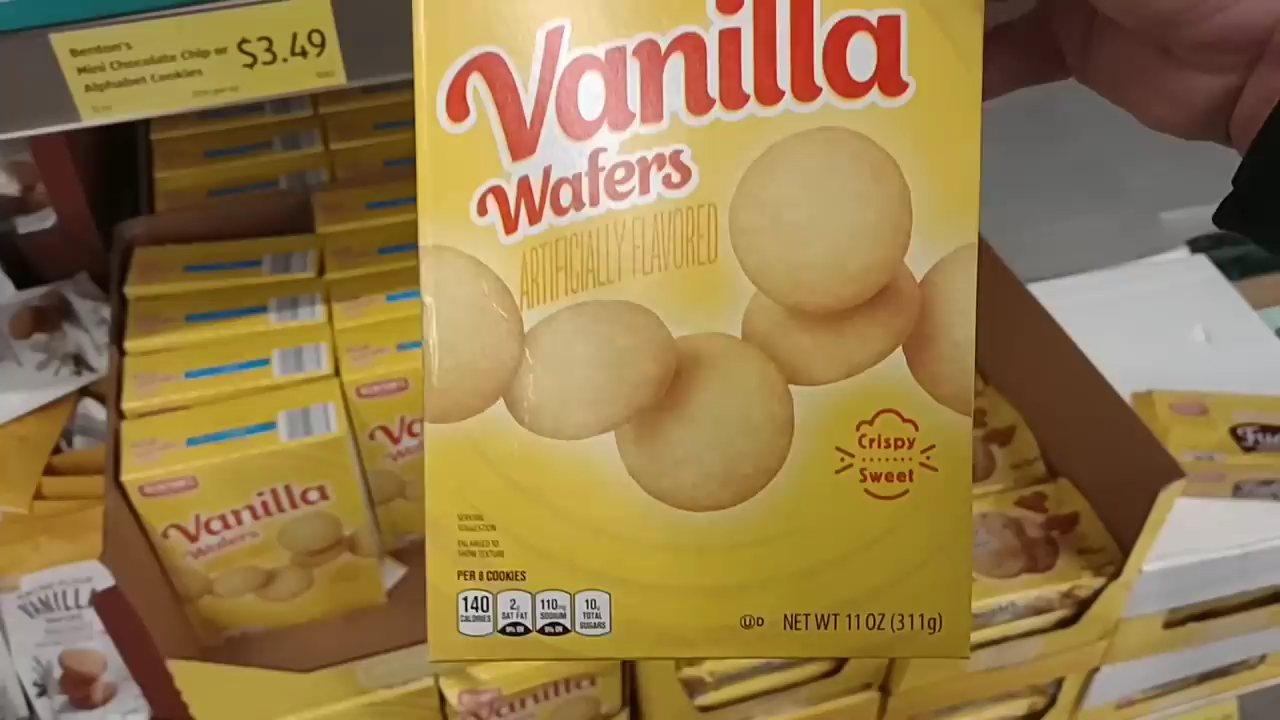 Benton's
Mini Chocolate Chip or
Alphabet Cookies
$3.49
Vanilla
Wafers
ARTIFICIALLY FLAVORED
Crispy
Sweet
SERVING
SUGGESTION
ENLARGED TO
SHOW TEXTURE
PER 8 COOKIES
140
CALORIES
2g
SAT FAT
110mg
SODIUM
10g
TOTAL
SUGARS
UD
NET WT 11 OZ (311g)
Vanilla
Wafers
VANILLA
Vanilla